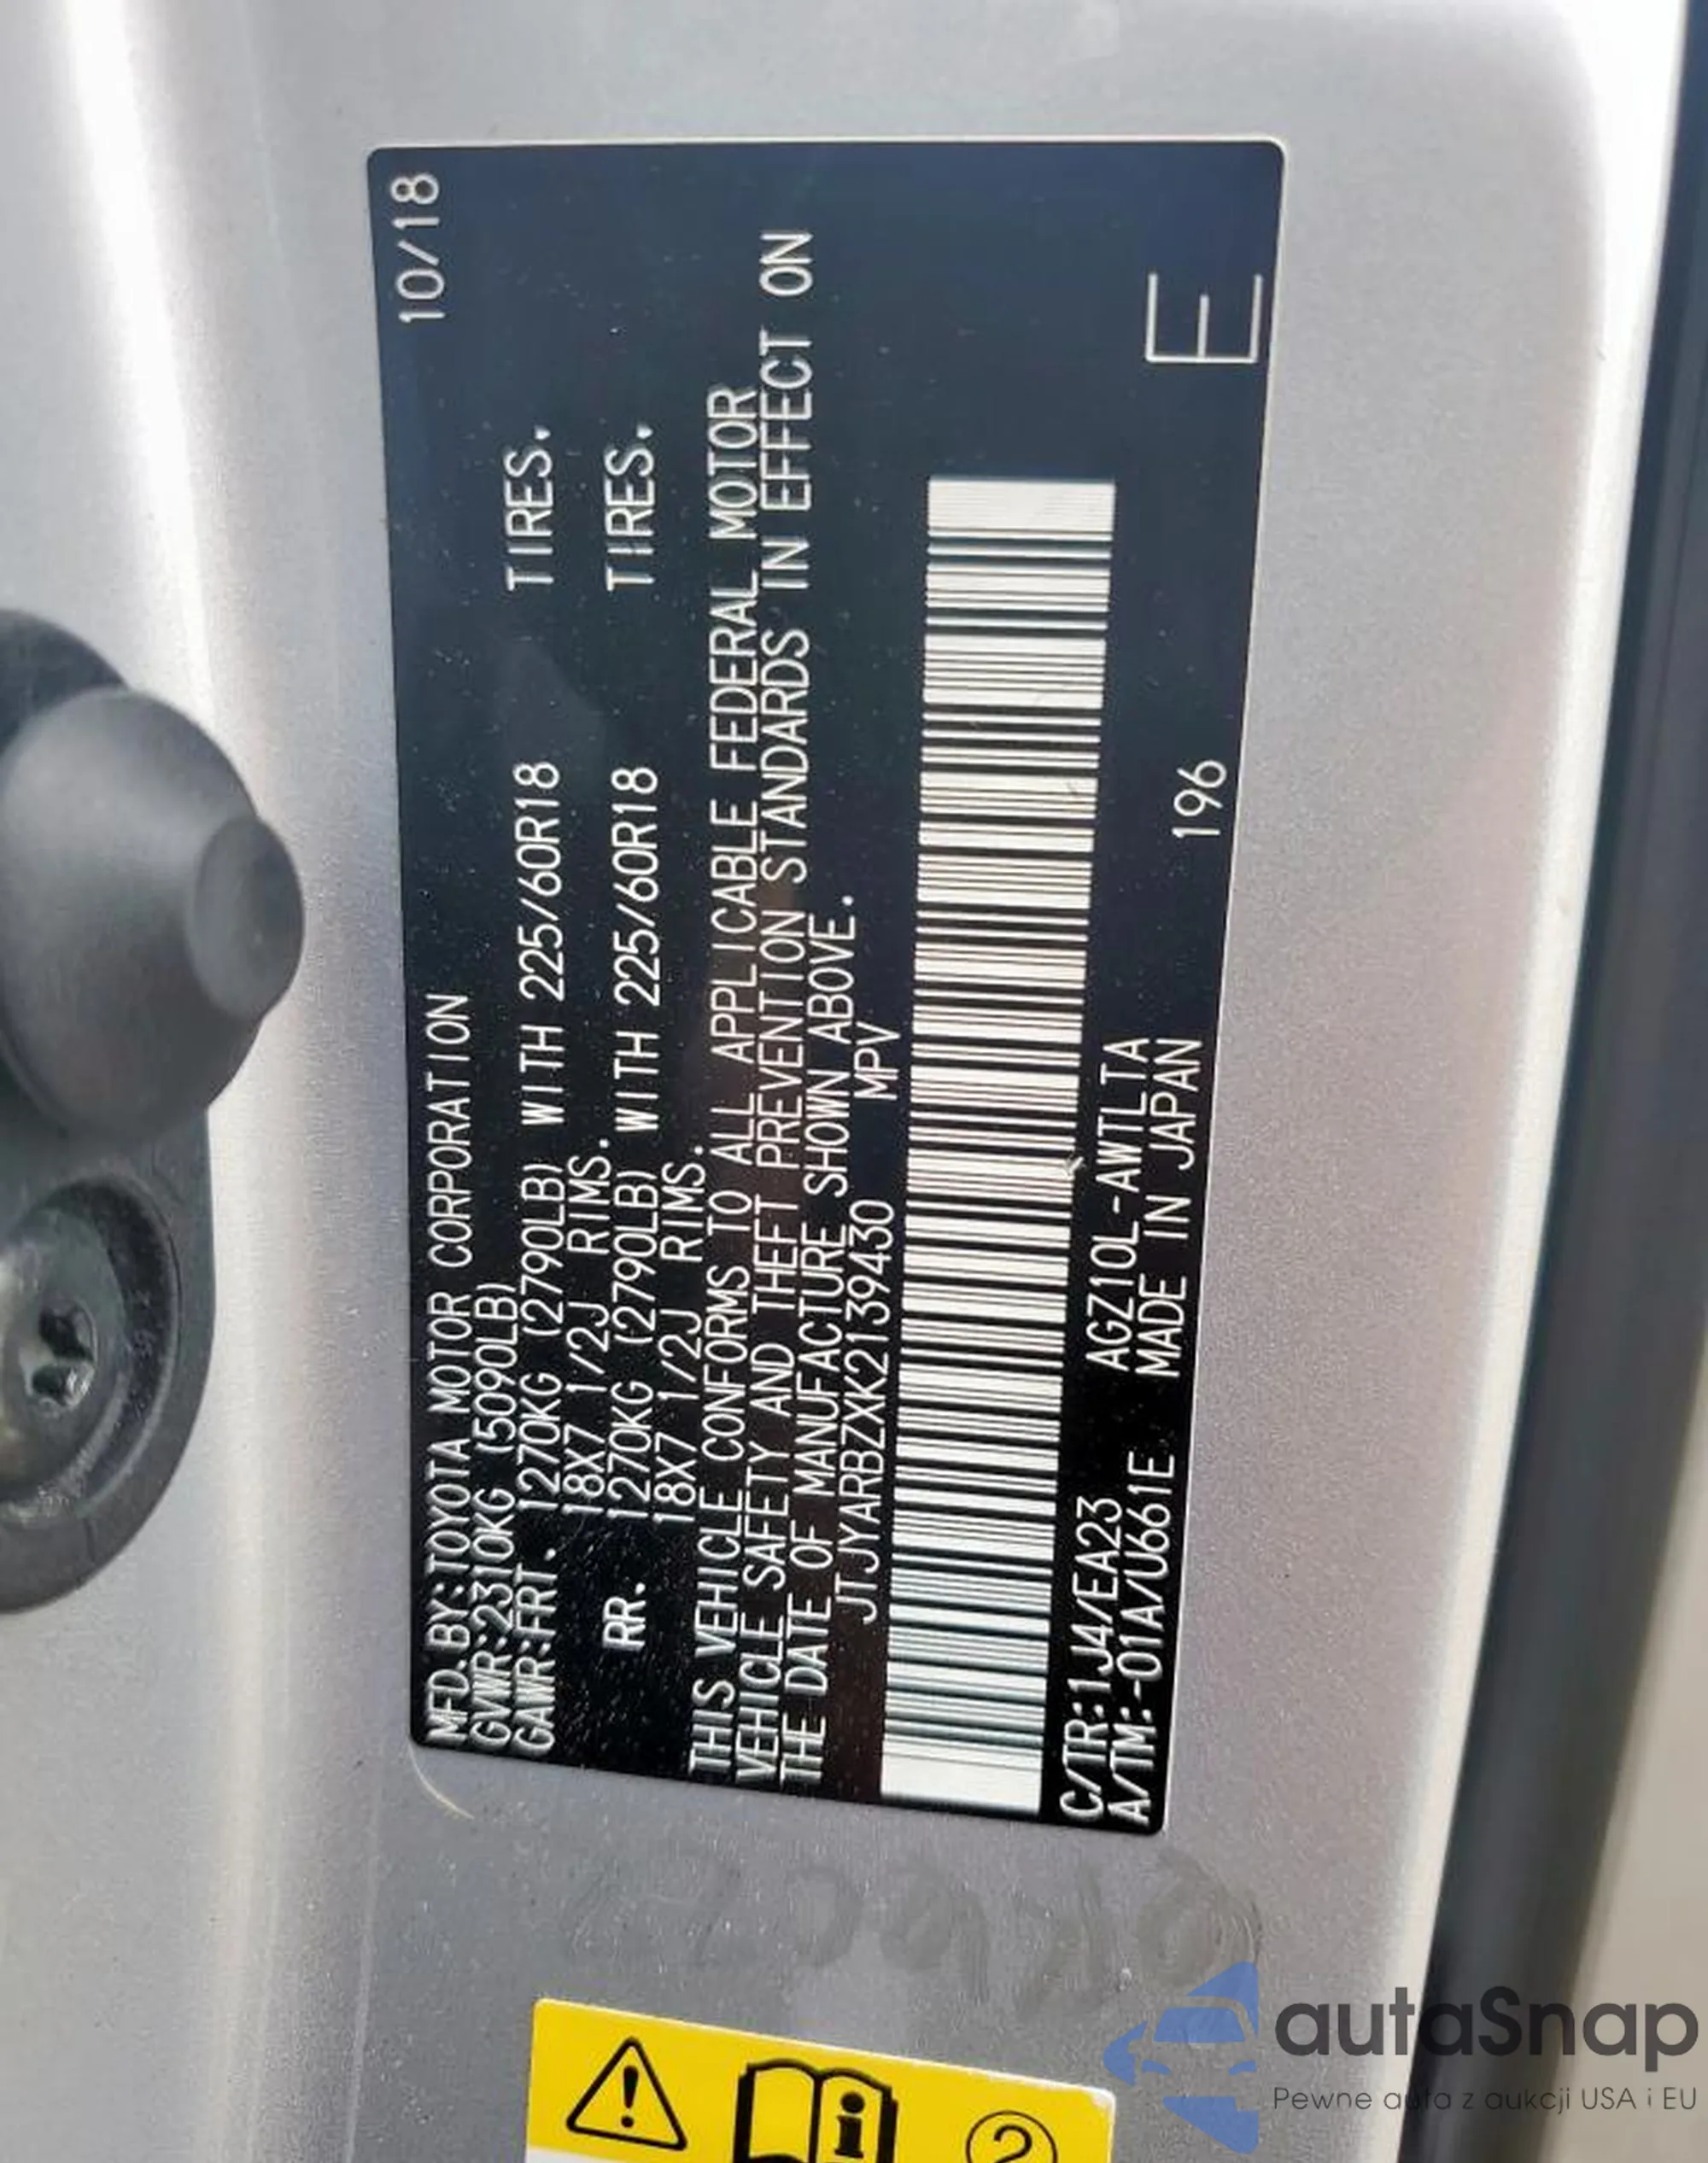 10/18
MFD.BY:TOYOTA MOTOR CORPORATION
GVWR:2310KG (5090LB)
GAWR:FRT. 1270KG (2790LB) WITH 225/60R18 TIRES.
18X7 1/2J RIMS.
RR. 1270KG (2790LB) WITH 225/60R18 TIRES.
18X7 1/2J RIMS.
THIS VEHICLE CONFORMS TO ALL APPLICABLE FEDERAL MOTOR
VEHICLE SAFETY AND THEFT PREVENTION STANDARDS IN EFFECT ON
THE DATE OF MANUFACTURE SHOWN ABOVE.
JTJYARBZXK2139430 MPV
C/TR:1J4/EA23 AGZ10L-AWTLTA
A/TM:-01A/U661E MADE IN JAPAN 196
E
autaSnap
Pewne auta z aukcji USA i EU